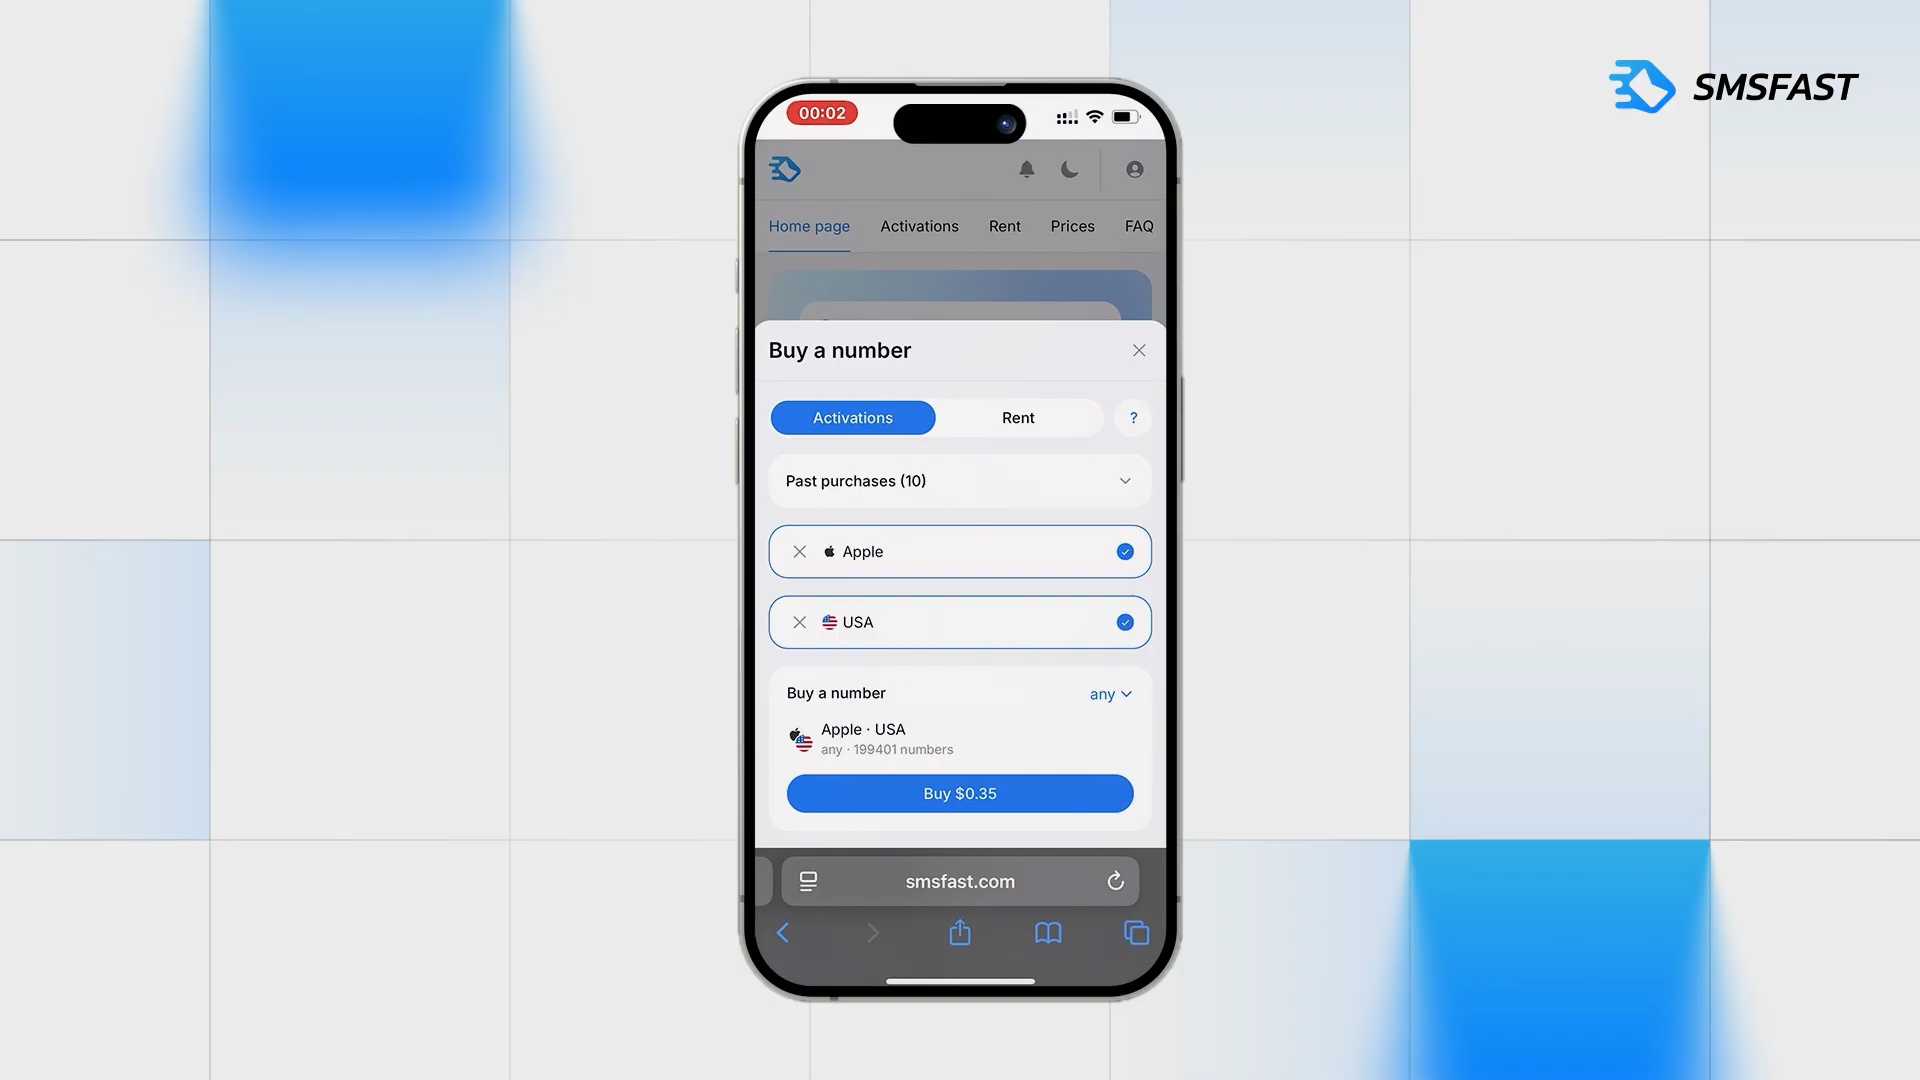 SMSFAST
00:02
Home page Activations Rent Prices FAQ
Buy a number
Activations Rent ?
Past purchases (10)
Apple
USA
Buy a number any
Apple · USA
any · 199401 numbers
Buy $0.35
smsfast.com